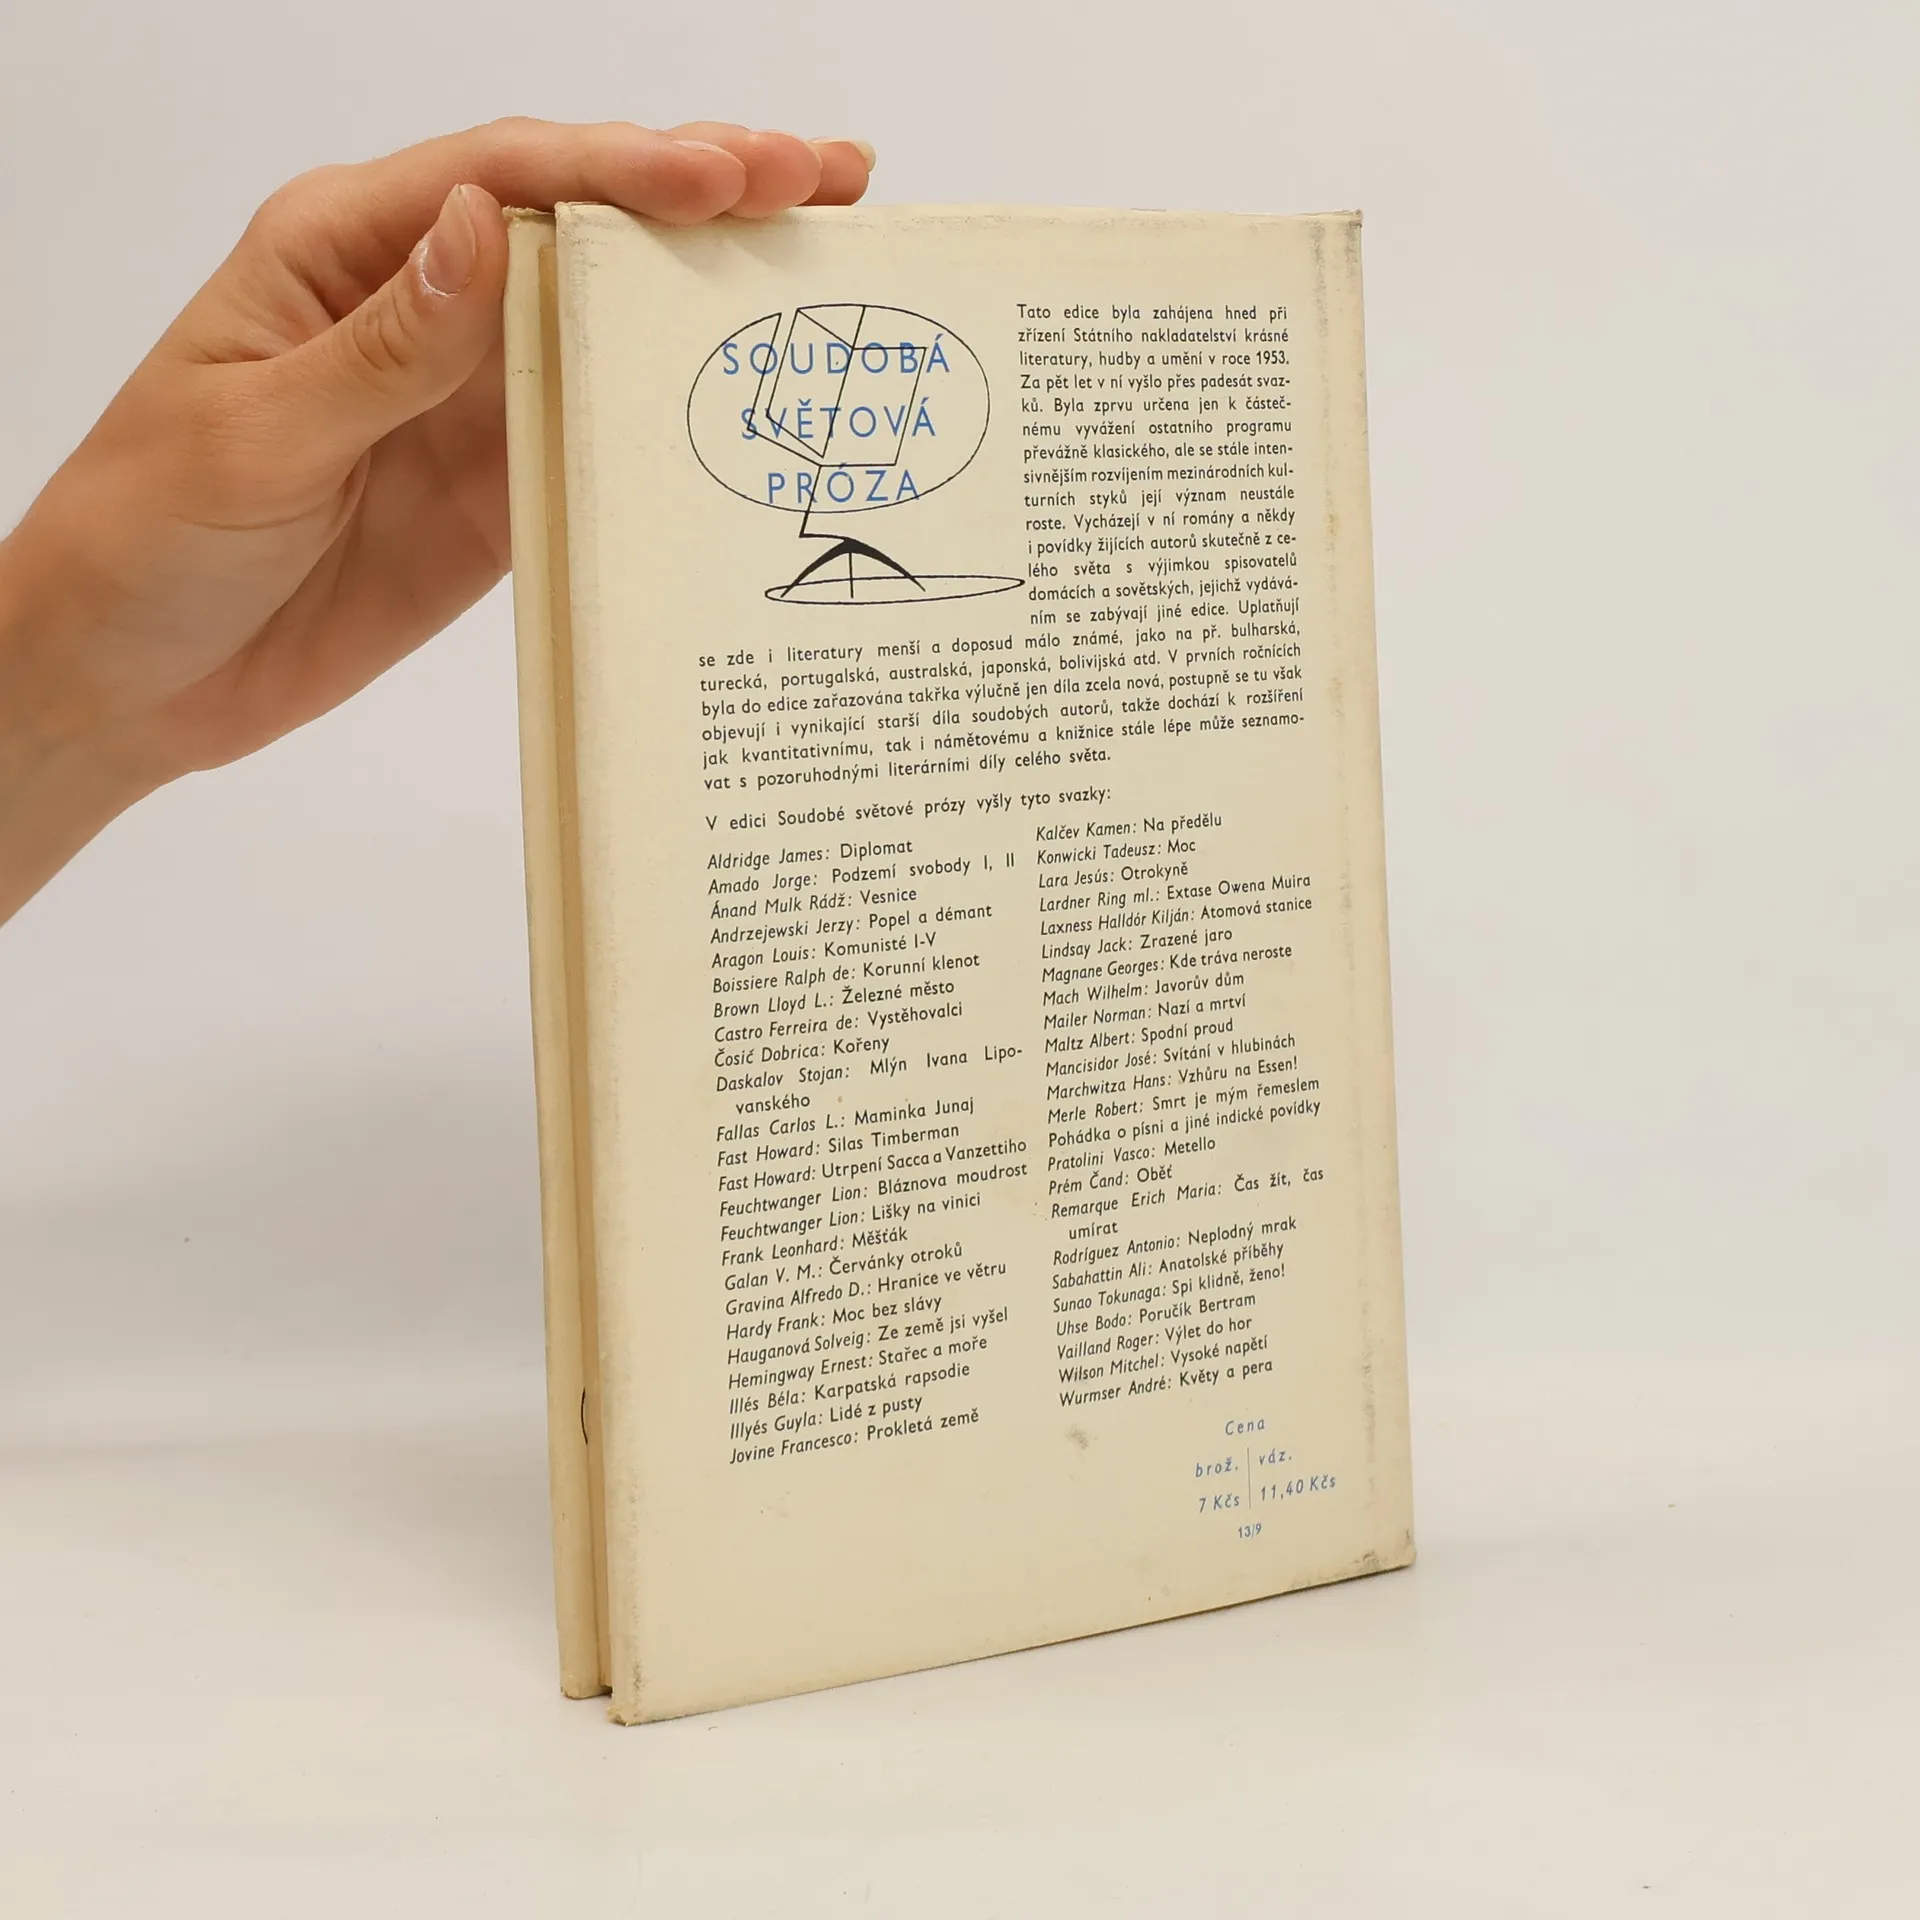 SOUDOBÁ
SVĚTOVÁ
PRÓZA
Tato edice byla zahájena hned při
zřízení Státního nakladatelství krásné
literatury, hudby a umění v roce 1953.
Za pět let v ní vyšlo přes padesát svaz-
ků. Byla zprvu určena jen k částeč-
nému vyvážení ostatního programu
převážně klasického, ale se stále inten-
sivnějším rozvíjením mezinárodních kul-
turních styků její význam neustále
roste. Vycházejí v ní romány a někdy
i povídky žijících autorů skutečně z ce-
lého světa s výjimkou spisovatelů
domácích a sovětských, jejichž vydává-
ním se zabývají jiné edice. Uplatňují
se zde i literatury menší a doposud málo známé, jako na př. bulharská,
turecká, portugalská, australská, japonská, bolivijská atd. V prvních ročnících
byla do edice zařazována takřka výlučně jen díla zcela nová, postupně se tu však
objevují i vynikající starší díla soudobých autorů, takže dochází k rozšíření
jak kvantitativnímu, tak i námětovému a knižnice stále lépe může seznamo-
vat s pozoruhodnými literárními díly celého světa.
V edici Soudobé světové prózy vyšly tyto svazky:
Aldridge James: Diplomat
Amado Jorge: Podzemí svobody I, II
Ánand Mulk Rádž: Vesnice
Andrzejewski Jerzy: Popel a démant
Aragon Louis: Komunisté I-V
Boissiere Ralph de: Korunní klenot
Brown Lloyd L.: Železné město
Castro Ferreira de: Vystěhovalci
Čosić Dobrica: Kořeny
Daskalov Stojan: Mlýn Ivana Lipo-
vanského
Fallas Carlos L.: Maminka Junaj
Fast Howard: Silas Timberman
Fast Howard: Utrpení Sacca a Vanzettiho
Feuchtwanger Lion: Bláznova moudrost
Feuchtwanger Lion: Lišky na vinici
Frank Leonhard: Měšťák
Galan V. M.: Červánky otroků
Gravina Alfredo D.: Hranice ve větru
Hardy Frank: Moc bez slávy
Hauganová Solveig: Ze země jsi vyšel
Hemingway Ernest: Stařec a moře
Illés Béla: Karpatská rapsodie
Illyés Guyla: Lidé z pusty
Jovine Francesco: Prokletá země
Kalčev Kamen: Na předělu
Konwicki Tadeusz: Moc
Lara Jesús: Otrokyně
Lardner Ring ml.: Extase Owena Muira
Laxness Halldór Kilján: Atomová stanice
Lindsay Jack: Zrazené jaro
Magnane Georges: Kde tráva neroste
Mach Wilhelm: Javorův dům
Mailer Norman: Nazí a mrtví
Maltz Albert: Spodní proud
Mancisidor José: Svítání v hlubinách
Marchwitza Hans: Vzhůru na Essen!
Merle Robert: Smrt je mým řemeslem
Pohádka o písni a jiné indické povídky
Pratolini Vasco: Metello
Prém Čand: Oběť
Remarque Erich Maria: Čas žít, čas
umírat
Rodríguez Antonio: Neplodný mrak
Sabahattin Ali: Anatolské příběhy
Sunao Tokunaga: Spi klidně, ženo!
Uhse Bodo: Poručík Bertram
Vailland Roger: Výlet do hor
Wilson Mitchel: Vysoké napětí
Wurmser André: Květy a pera
Cena
brož. váz.
7 Kčs 11,40 Kčs
13/9